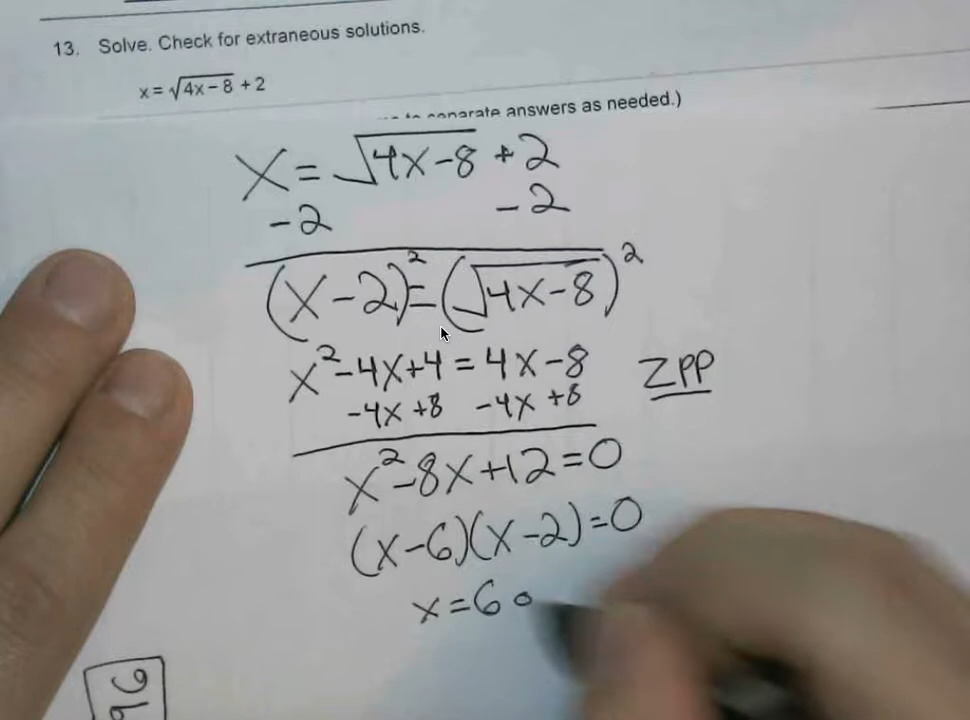 13. Solve. Check for extraneous solutions.
x = √4x − 8 + 2
separate answers as needed.)
x = √4x-8 + 2
-2 -2
(x-2)² = (√4x-8)²
x²-4x+4 = 4x-8 ZPP
-4x +8 -4x +8
x²-8x+12=0
(x-6)(x-2)=0
x=6 o